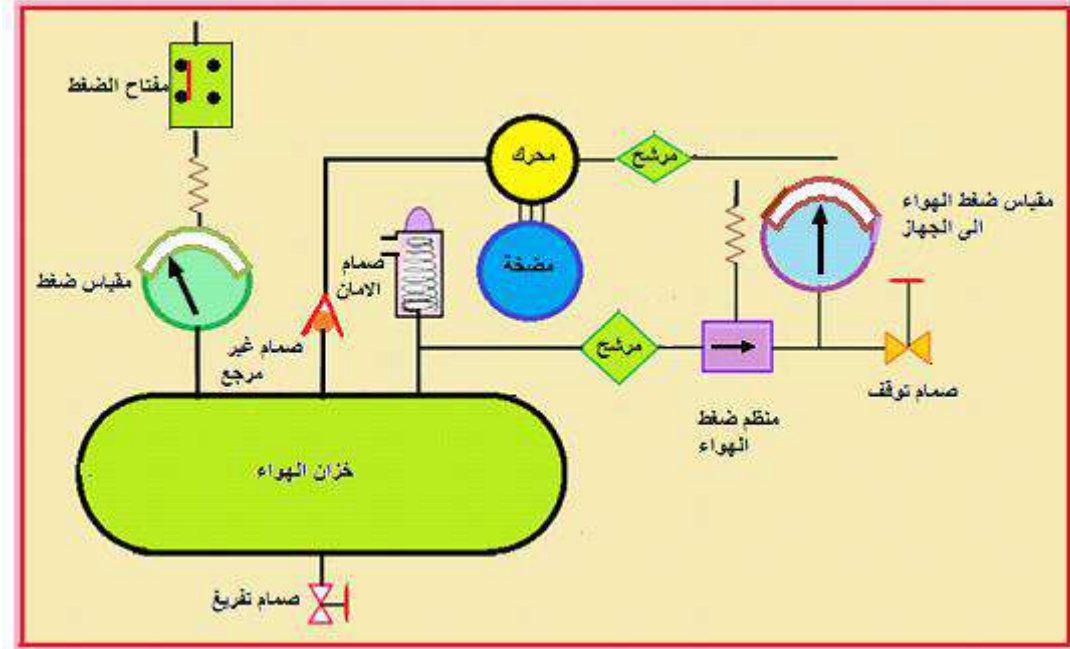 مفتاح الضغط
محرك
مرشح
مقياس ضغط الهواء
الى الجهاز
صمام
الامان
مضخة
مقياس ضغط
صمام غير
مرجع
مرشح
صمام توقف
منظم ضغط
الهواء
خزان الهواء
صمام تفريغ